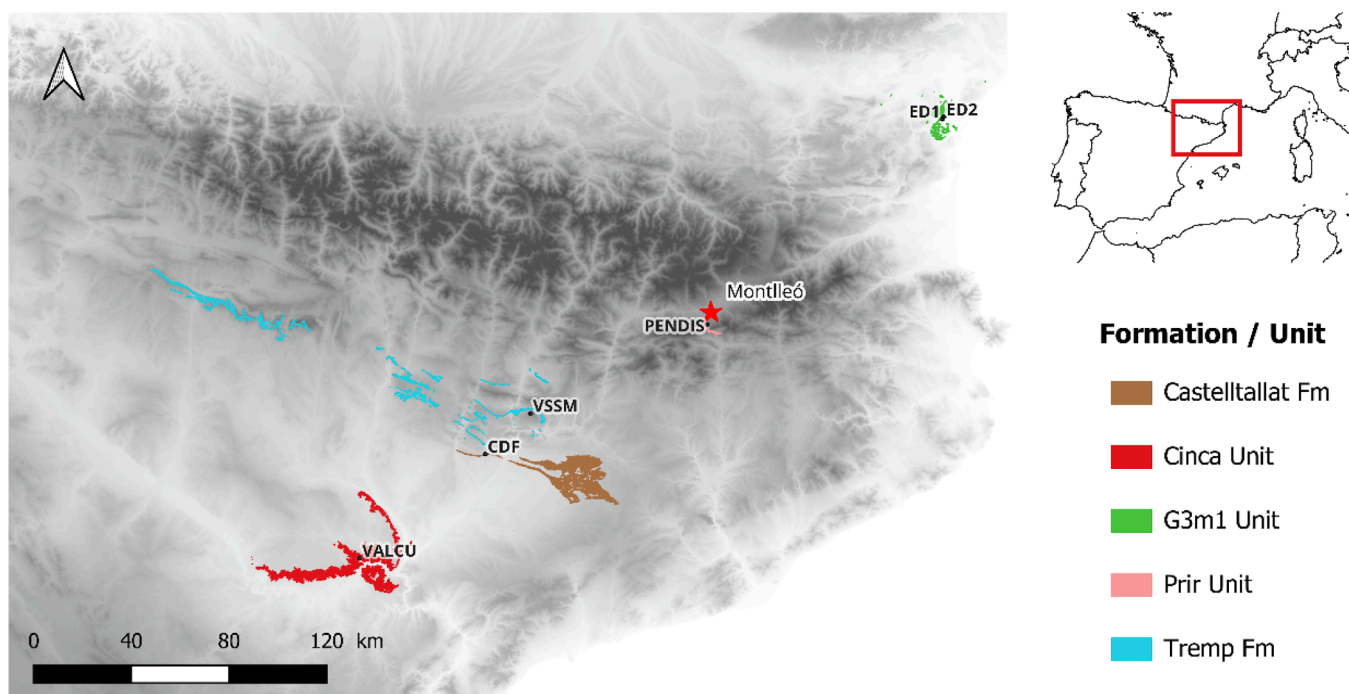 ED1 ED2
Montlleó
PENDIS
VSSM
CDF
VALCU
0 40 80 120 km
Formation / Unit
Castelltallat Fm
Cinca Unit
G3m1 Unit
Prir Unit
Tremp Fm